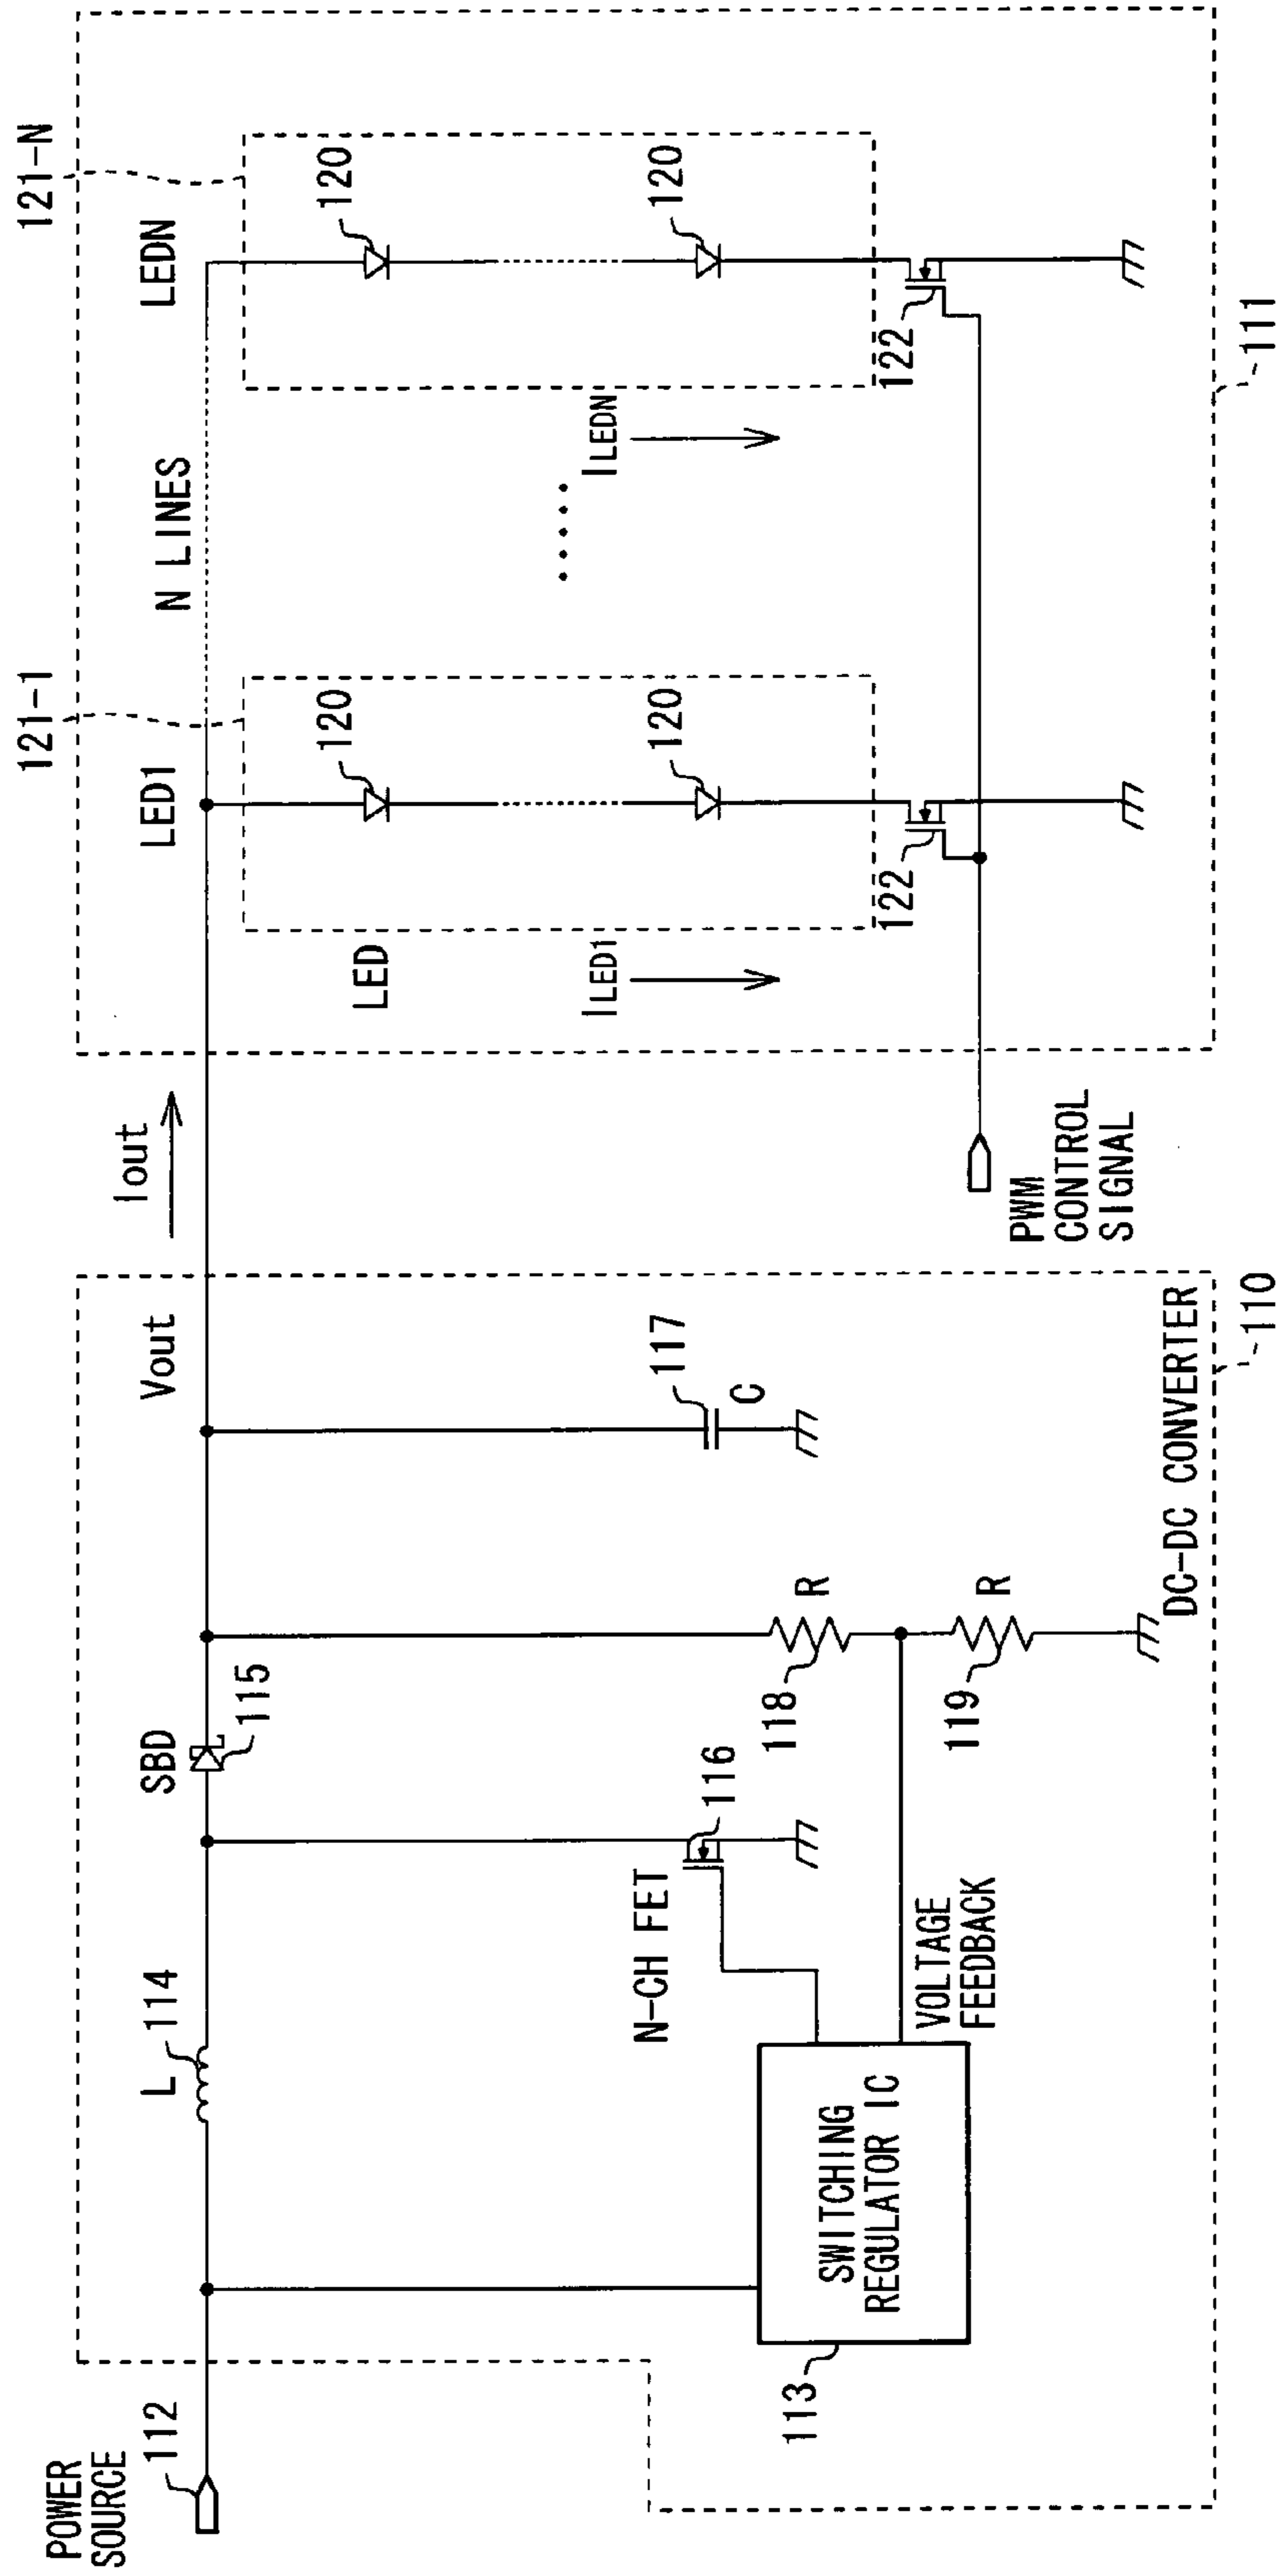 POWER
SOURCE
112
L
114
SBD
115
Vout
Iout
LED1
121-1
N LINES
LEDN
121-N
N-CH FET
116
117
C
118
R
119
R
113
SWITCHING
REGULATOR IC
VOLTAGE
FEEDBACK
DC-DC CONVERTER
110
PWM
CONTROL
SIGNAL
LED
ILED1
120
120
122
.....
ILEDN
120
120
122
111